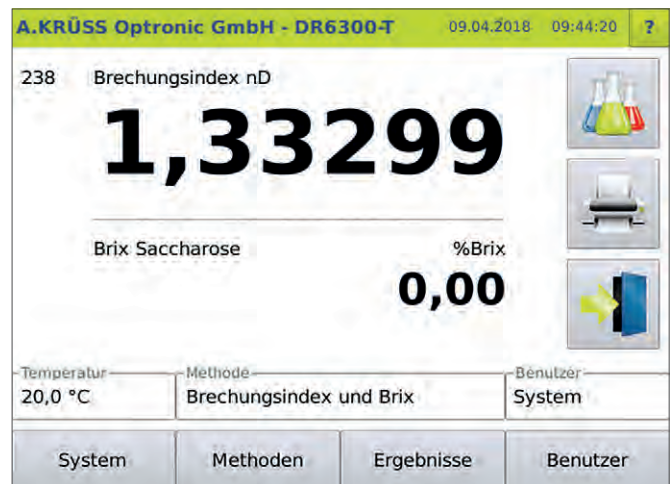 A.KRÜSS Optronic GmbH - DR6300-T 09.04.2018 09:44:20 ?
238 Brechungsindex nD
1,33299
Brix Saccharose %Brix
0,00
Temperatur Methode Benutzer
20,0 °C Brechungsindex und Brix System
System Methoden Ergebnisse Benutzer